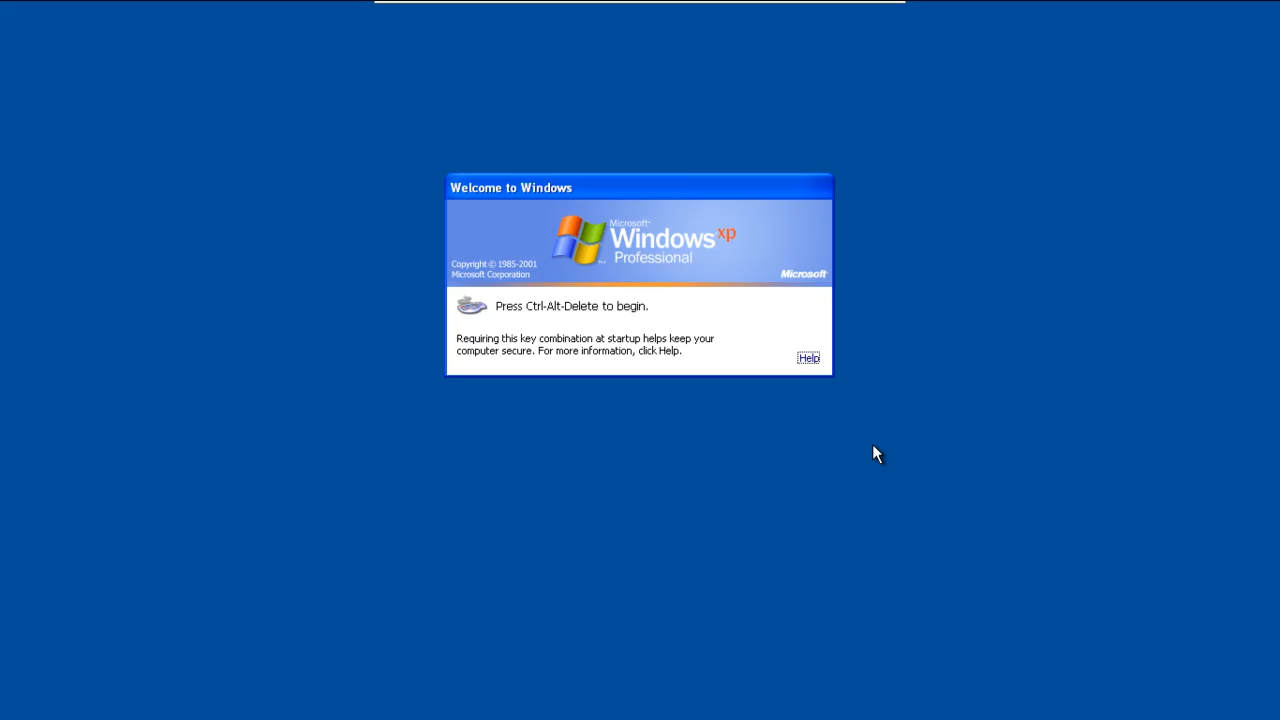 Welcome to Windows
Microsoft
Windows xp
Professional
Copyright © 1985-2001
Microsoft Corporation
Microsoft
Press Ctrl-Alt-Delete to begin.
Requiring this key combination at startup helps keep your
computer secure. For more information, click Help.
Help